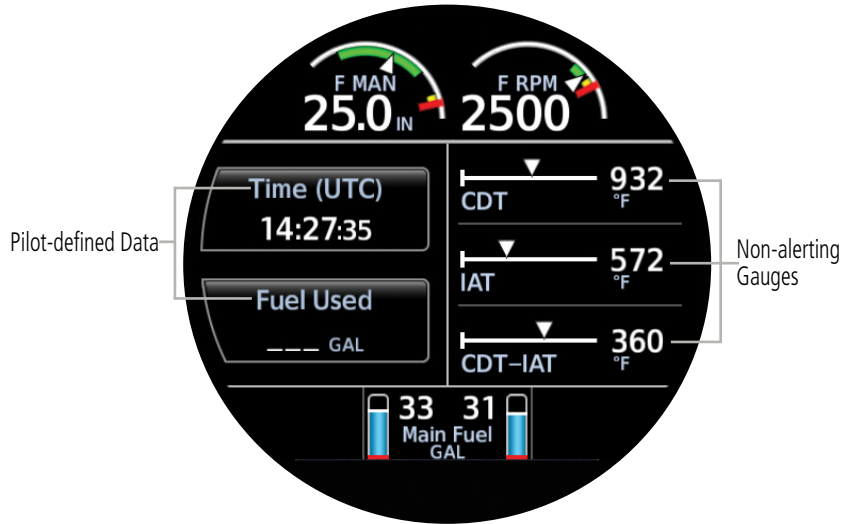 F MAN
25.0 IN
F RPM
2500
Time (UTC)
14:27:35
Fuel Used
___ GAL
CDT
932
°F
IAT
572
°F
CDT–IAT
360
°F
33 31
Main Fuel
GAL
Pilot-defined Data
Non-alerting
Gauges